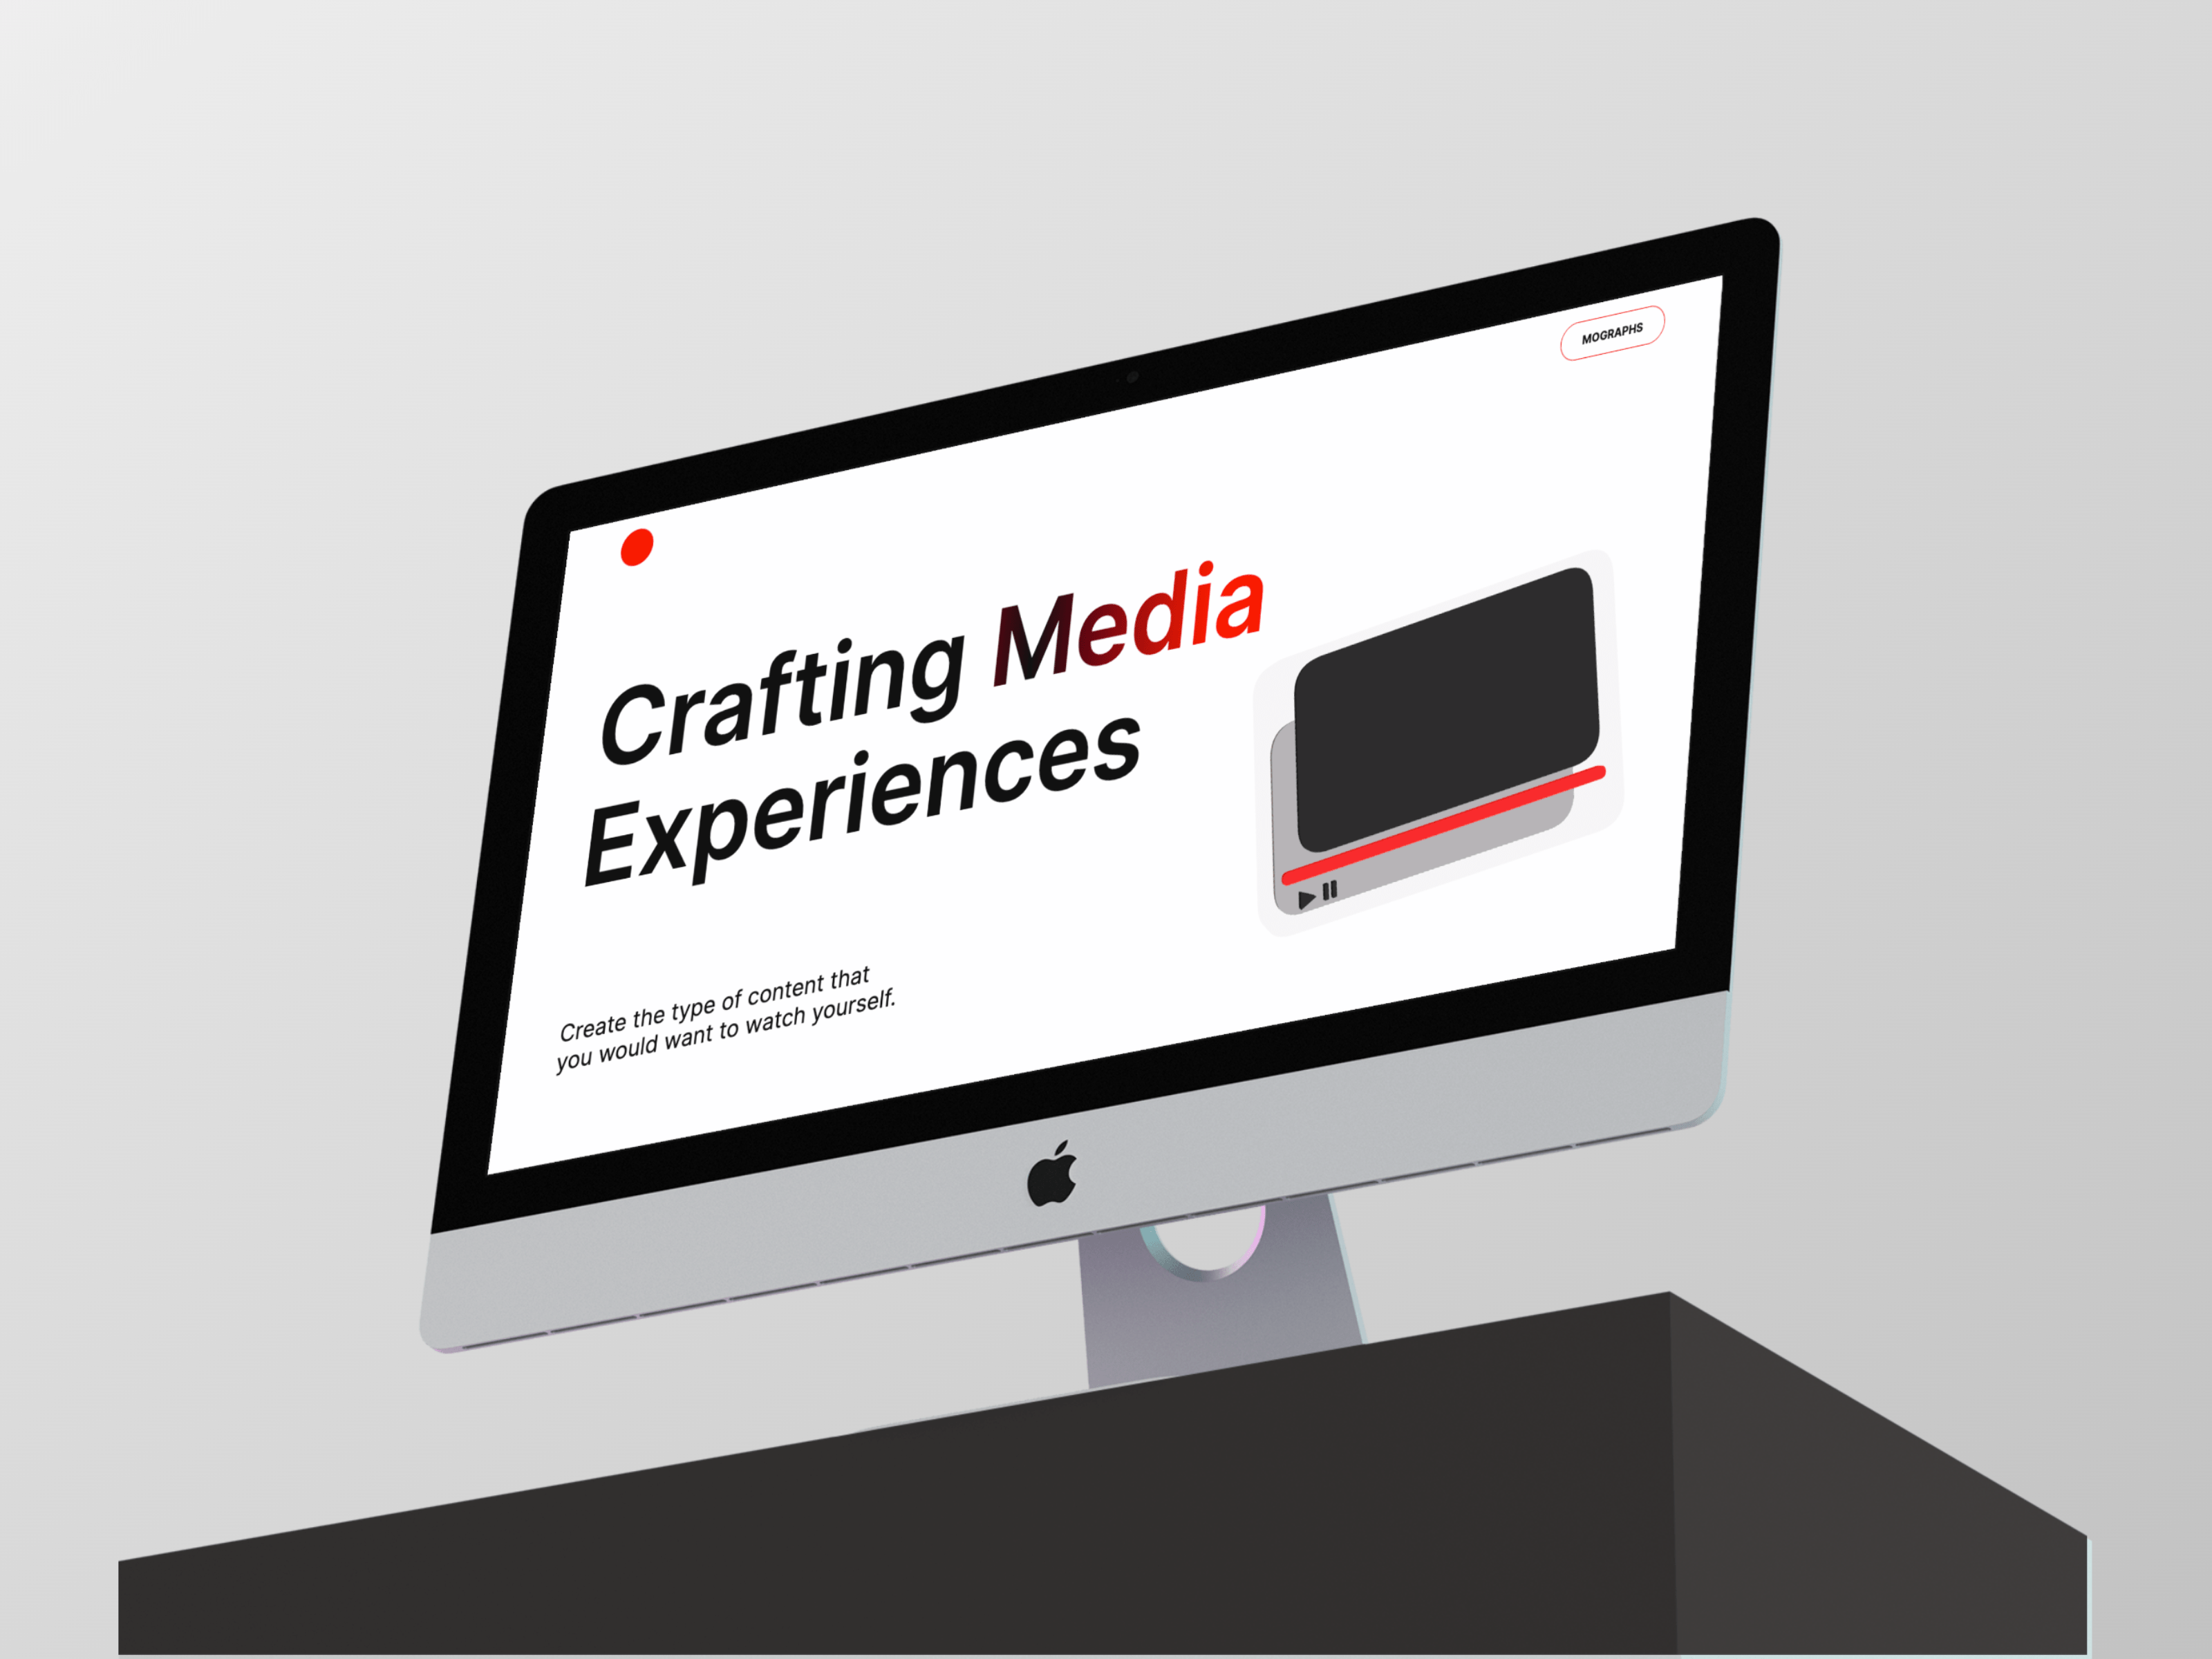 MOGRAPHS
Crafting Media
Experiences
Create the type of content that
you would want to watch yourself.